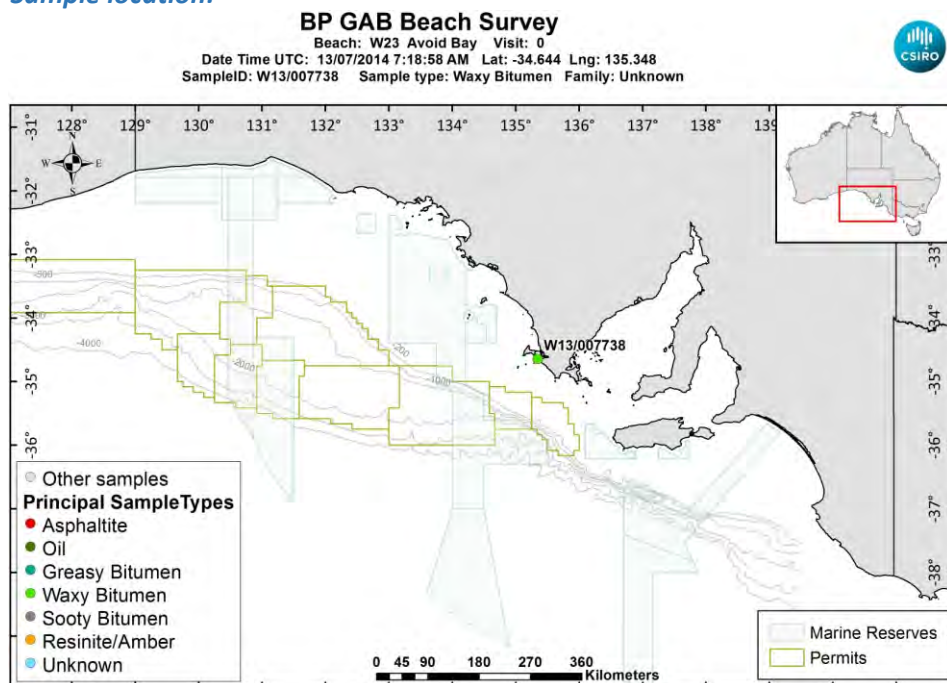 Sample location:
BP GAB Beach Survey
Beach: W23 Avoid Bay Visit: 0
Date Time UTC: 13/07/2014 7:18:58 AM Lat: -34.644 Lng: 135.348
SampleID: W13/007738 Sample type: Waxy Bitumen Family: Unknown
CSIRO
128° 129° 130° 131° 132° 133° 134° 135° 136° 137° 138° 139
-31°
N
W E
S
-32°
-33° -33°
-34° -34°
-35° -35°
-36° -36°
-37°
-38°
-4000
-2000
-200
-1000
W13/007738
Other samples
Principal SampleTypes
Asphaltite
Oil
Greasy Bitumen
Waxy Bitumen
Sooty Bitumen
Resinite/Amber
Unknown
0 45 90 180 270 360
Kilometers
Marine Reserves
Permits